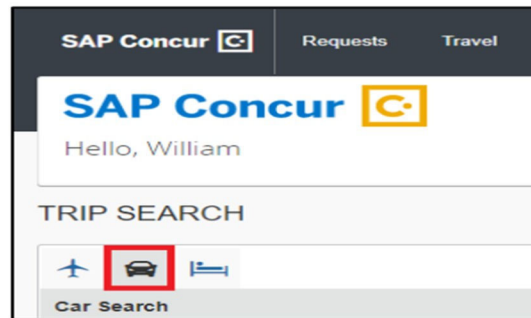 SAP Concur C Requests Travel
SAP Concur C
Hello, William
TRIP SEARCH
Car Search